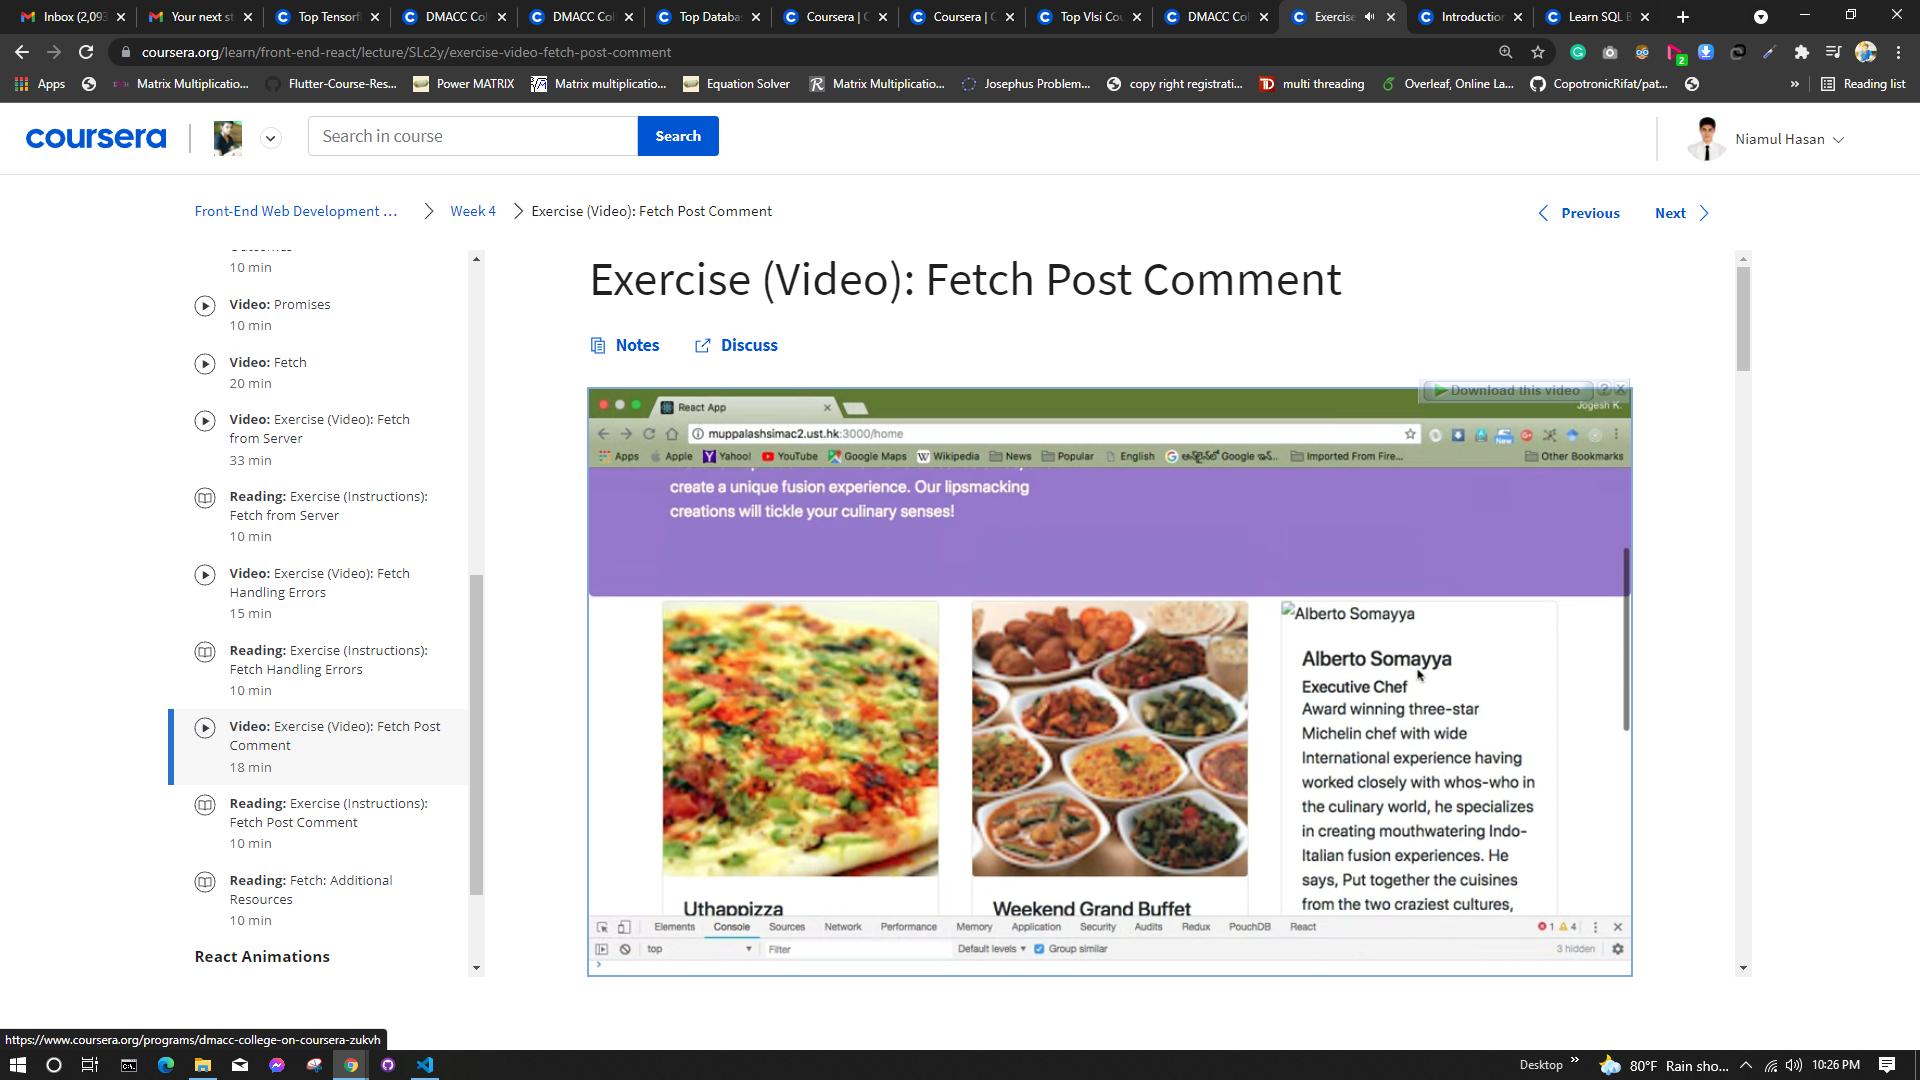 Inbox (2,093
Your next st
Top Tensorfl
DMACC Col
DMACC Col
Top Databa
Coursera | C
Coursera | C
Top Vlsi Cou
DMACC Col
Exercise
Introduction
Learn SQL B
coursera.org/learn/front-end-react/lecture/SLc2y/exercise-video-fetch-post-comment
2
Apps
Matrix Multiplicatio...
Flutter-Course-Res...
Power MATRIX
Matrix multiplicatio...
Equation Solver
Matrix Multiplicatio...
Josephus Problem...
copy right registrati...
multi threading
Overleaf, Online La...
CopotronicRifat/pat...
»
Reading list
coursera
Search in course
Search
Niamul Hasan
Front-End Web Development ...
Week 4
Exercise (Video): Fetch Post Comment
Previous
Next
10 min
Video: Promises
10 min
Video: Fetch
20 min
Video: Exercise (Video): Fetch
from Server
33 min
Reading: Exercise (Instructions):
Fetch from Server
10 min
Video: Exercise (Video): Fetch
Handling Errors
15 min
Reading: Exercise (Instructions):
Fetch Handling Errors
10 min
Video: Exercise (Video): Fetch Post
Comment
18 min
Reading: Exercise (Instructions):
Fetch Post Comment
10 min
Reading: Fetch: Additional
Resources
10 min
React Animations
Exercise (Video): Fetch Post Comment
Notes
Discuss
Download this video
React App
Jogesh K.
muppalashsimac2.ust.hk:3000/home
Apps
Apple
Yahoo!
YouTube
Google Maps
Wikipedia
News
Popular
English
Imported From Fire...
Other Bookmarks
create a unique fusion experience. Our lipsmacking
creations will tickle your culinary senses!
Alberto Somayya
Alberto Somayya
Executive Chef
Award winning three-star
Michelin chef with wide
International experience having
worked closely with whos-who in
the culinary world, he specializes
in creating mouthwatering Indo-
Italian fusion experiences. He
says, Put together the cuisines
from the two craziest cultures,
Uthappizza
Weekend Grand Buffet
Elements
Console
Sources
Network
Performance
Memory
Application
Security
Audits
Redux
PouchDB
React
1
4
top
Filter
Default levels
Group similar
3 hidden
https://www.coursera.org/programs/dmacc-college-on-coursera-zukvh
Desktop
»
80°F Rain sho...
10:26 PM